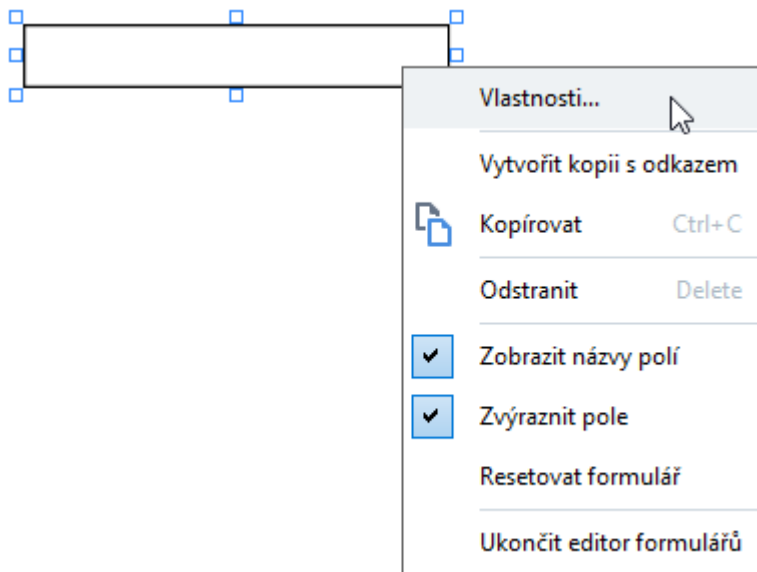 Vlastnosti...
Vytvořit kopii s odkazem
Kopírovat Ctrl+C
Odstranit Delete
Zobrazit názvy polí
Zvýraznit pole
Resetovat formulář
Ukončit editor formulářů